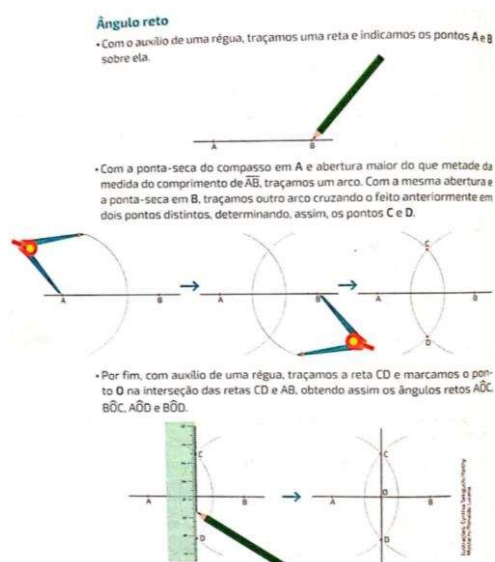 Ângulo reto
• Com o auxílio de uma régua, traçamos uma reta e indicamos os pontos A e B
sobre ela.
A B
• Com a ponta-seca do compasso em A e abertura maior do que metade da
medida do comprimento de AB, traçamos um arco. Com a mesma abertura e
a ponta-seca em B, traçamos outro arco cruzando o feito anteriormente em
dois pontos distintos, determinando, assim, os pontos C e D.
A B
A B
C
A B
D
• Por fim, com auxílio de uma régua, traçamos a reta CD e marcamos o pon-
to O na interseção das retas CD e AB, obtendo assim os ângulos retos AÔC,
BÔC, AÔD e BÔD.
C
A B
D
C
O
A B
D